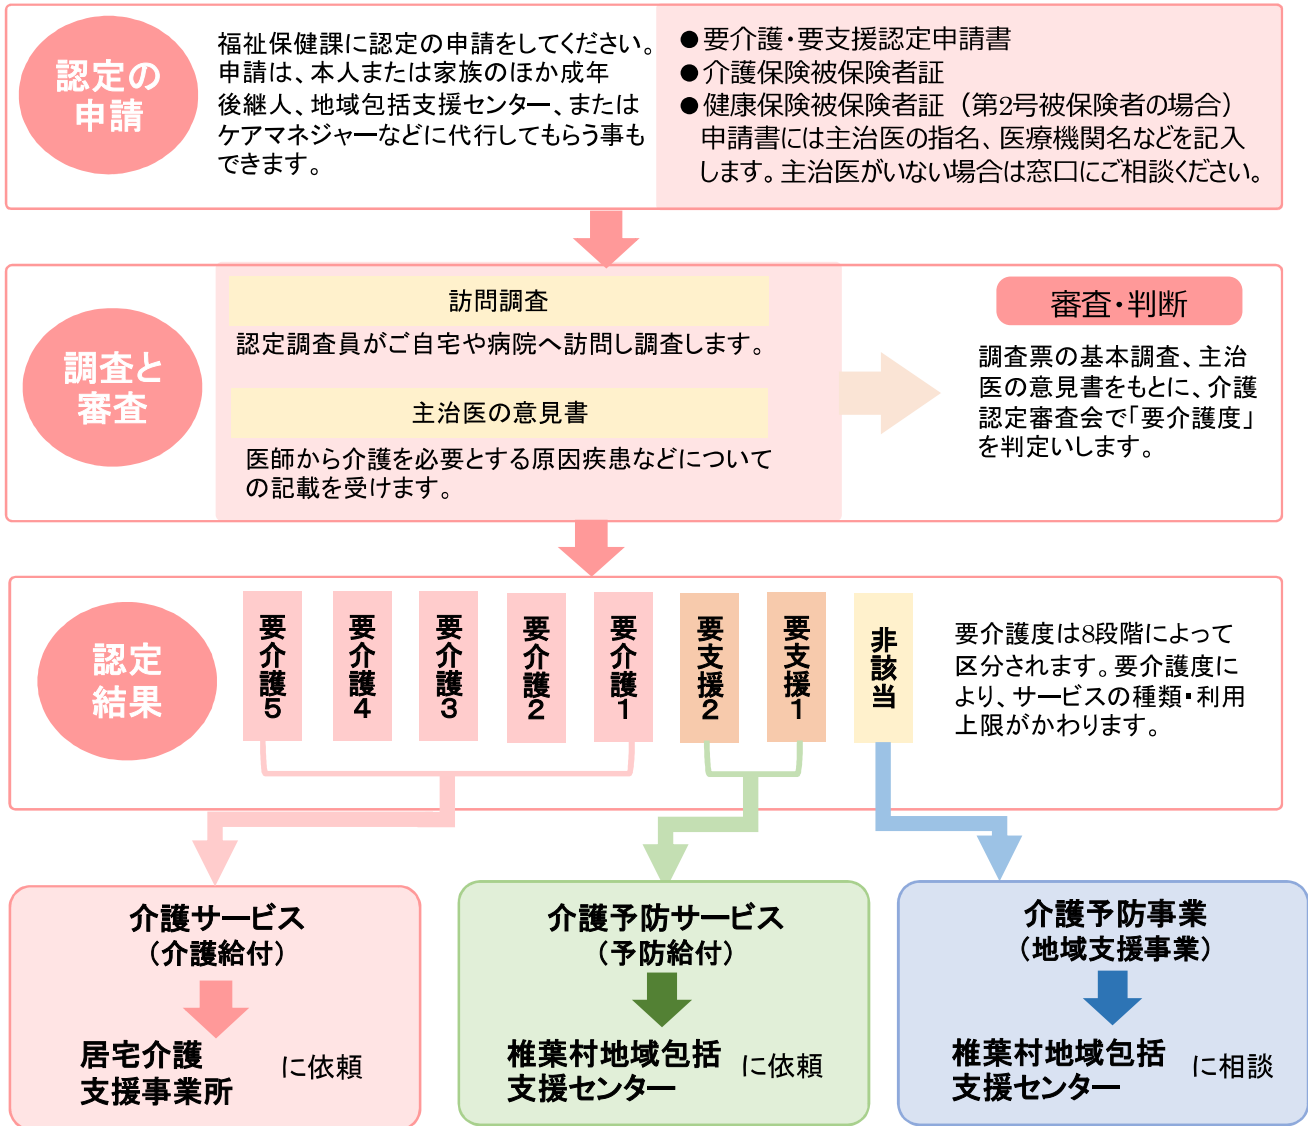 認定の
申請
福祉保健課に認定の申請をしてください。
申請は、本人または家族のほか成年
後継人、地域包括支援センター、または
ケアマネジャーなどに代行してもらう事も
できます。
●要介護・要支援認定申請書
●介護保険被保険者証
●健康保険被保険者証（第2号被保険者の場合）
申請書には主治医の指名、医療機関名などを記入
します。主治医がいない場合は窓口にご相談ください。
調査と
審査
訪問調査
認定調査員がご自宅や病院へ訪問し調査します。
主治医の意見書
医師から介護を必要とする原因疾患などについて
の記載を受けます。
審査・判断
調査票の基本調査、主治
医の意見書をもとに、介護
認定審査会で「要介護度」
を判定いします。
認定
結果
要介護５
要介護４
要介護３
要介護２
要介護１
要支援２
要支援１
非該当
要介護度は8段階によって
区分されます。要介護度に
より、サービスの種類・利用
上限がかわります。
介護サービス
（介護給付）
居宅介護
支援事業所
に依頼
介護予防サービス
（予防給付）
椎葉村地域包括
支援センター
に依頼
介護予防事業
（地域支援事業）
椎葉村地域包括
支援センター
に相談